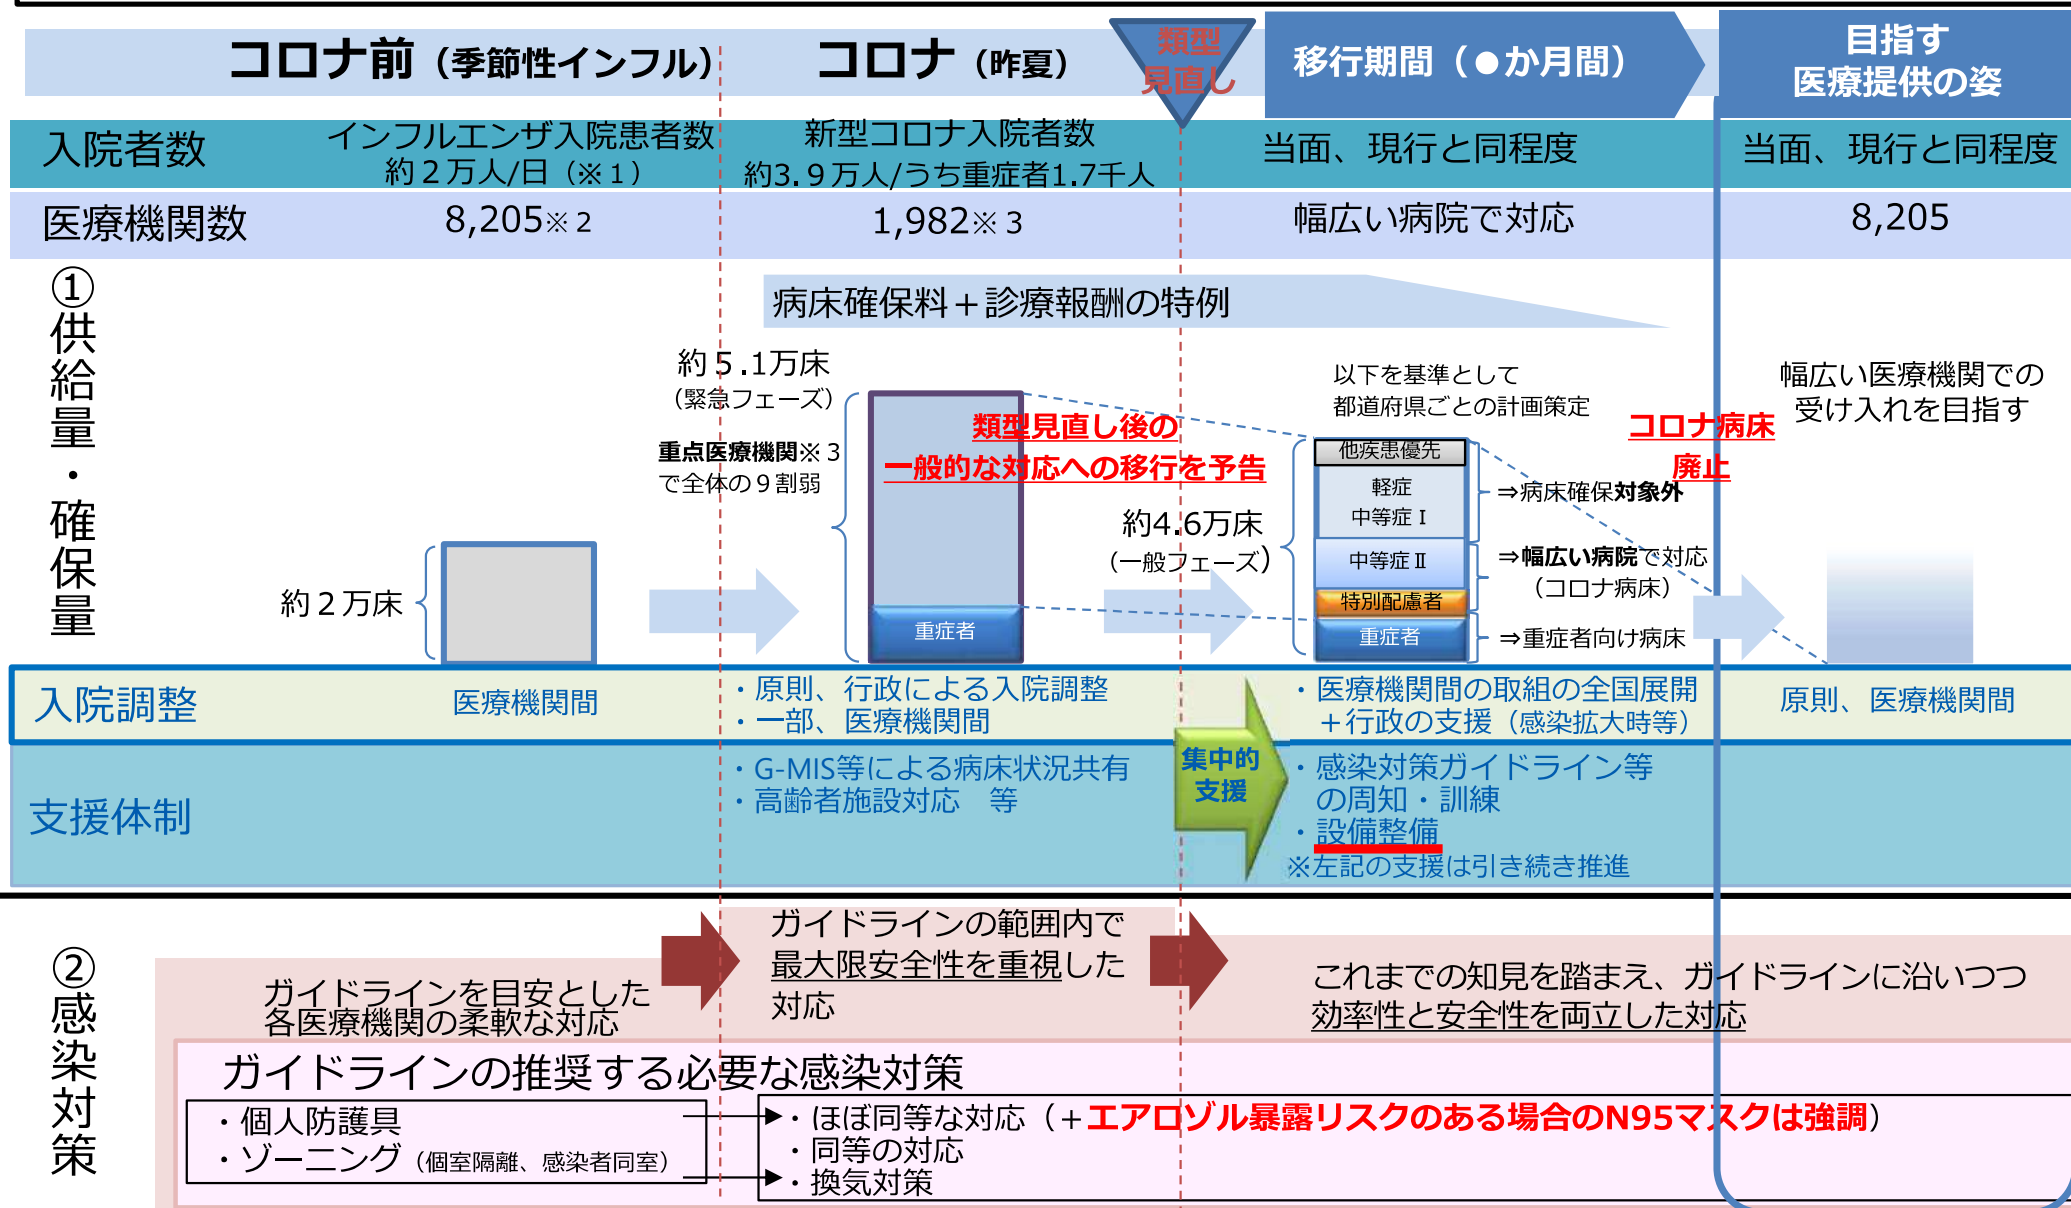 コロナ前（季節性インフル）
コロナ（昨夏）
類型
見直し
移行期間（●か月間）
目指す
医療提供の姿
入院者数
インフルエンザ入院患者数
約２万人/日（※１）
新型コロナ入院者数
約3.９万人/うち重症者1.7千人
当面、現行と同程度
当面、現行と同程度
医療機関数
8,205※２
1,982※３
幅広い病院で対応
8,205
①供給量・確保量
病床確保料＋診療報酬の特例
約２万床
約５.1万床
（緊急フェーズ）
重点医療機関※３
で全体の９割弱
重症者
類型見直し後の
一般的な対応への移行を予告
約4.6万床
（一般フェーズ）
以下を基準として
都道府県ごとの計画策定
他疾患優先
軽症
中等症Ⅰ
中等症Ⅱ
特別配慮者
重症者
⇒病床確保対象外
⇒幅広い病院で対応
（コロナ病床）
⇒重症者向け病床
コロナ病床
廃止
幅広い医療機関での
受け入れを目指す
入院調整
医療機関間
・原則、行政による入院調整
・一部、医療機関間
・医療機関間の取組の全国展開
＋行政の支援（感染拡大時等）
原則、医療機関間
支援体制
・G-MIS等による病床状況共有
・高齢者施設対応　等
集中的
支援
・感染対策ガイドライン等
の周知・訓練
・設備整備
※左記の支援は引き続き推進
②感染対策
ガイドラインを目安とした
各医療機関の柔軟な対応
ガイドラインの範囲内で
最大限安全性を重視した
対応
これまでの知見を踏まえ、ガイドラインに沿いつつ
効率性と安全性を両立した対応
ガイドラインの推奨する必要な感染対策
・個人防護具
・ゾーニング（個室隔離、感染者同室）
・ほぼ同等な対応（＋エアロゾル暴露リスクのある場合のN95マスクは強調）
・同等の対応
・換気対策